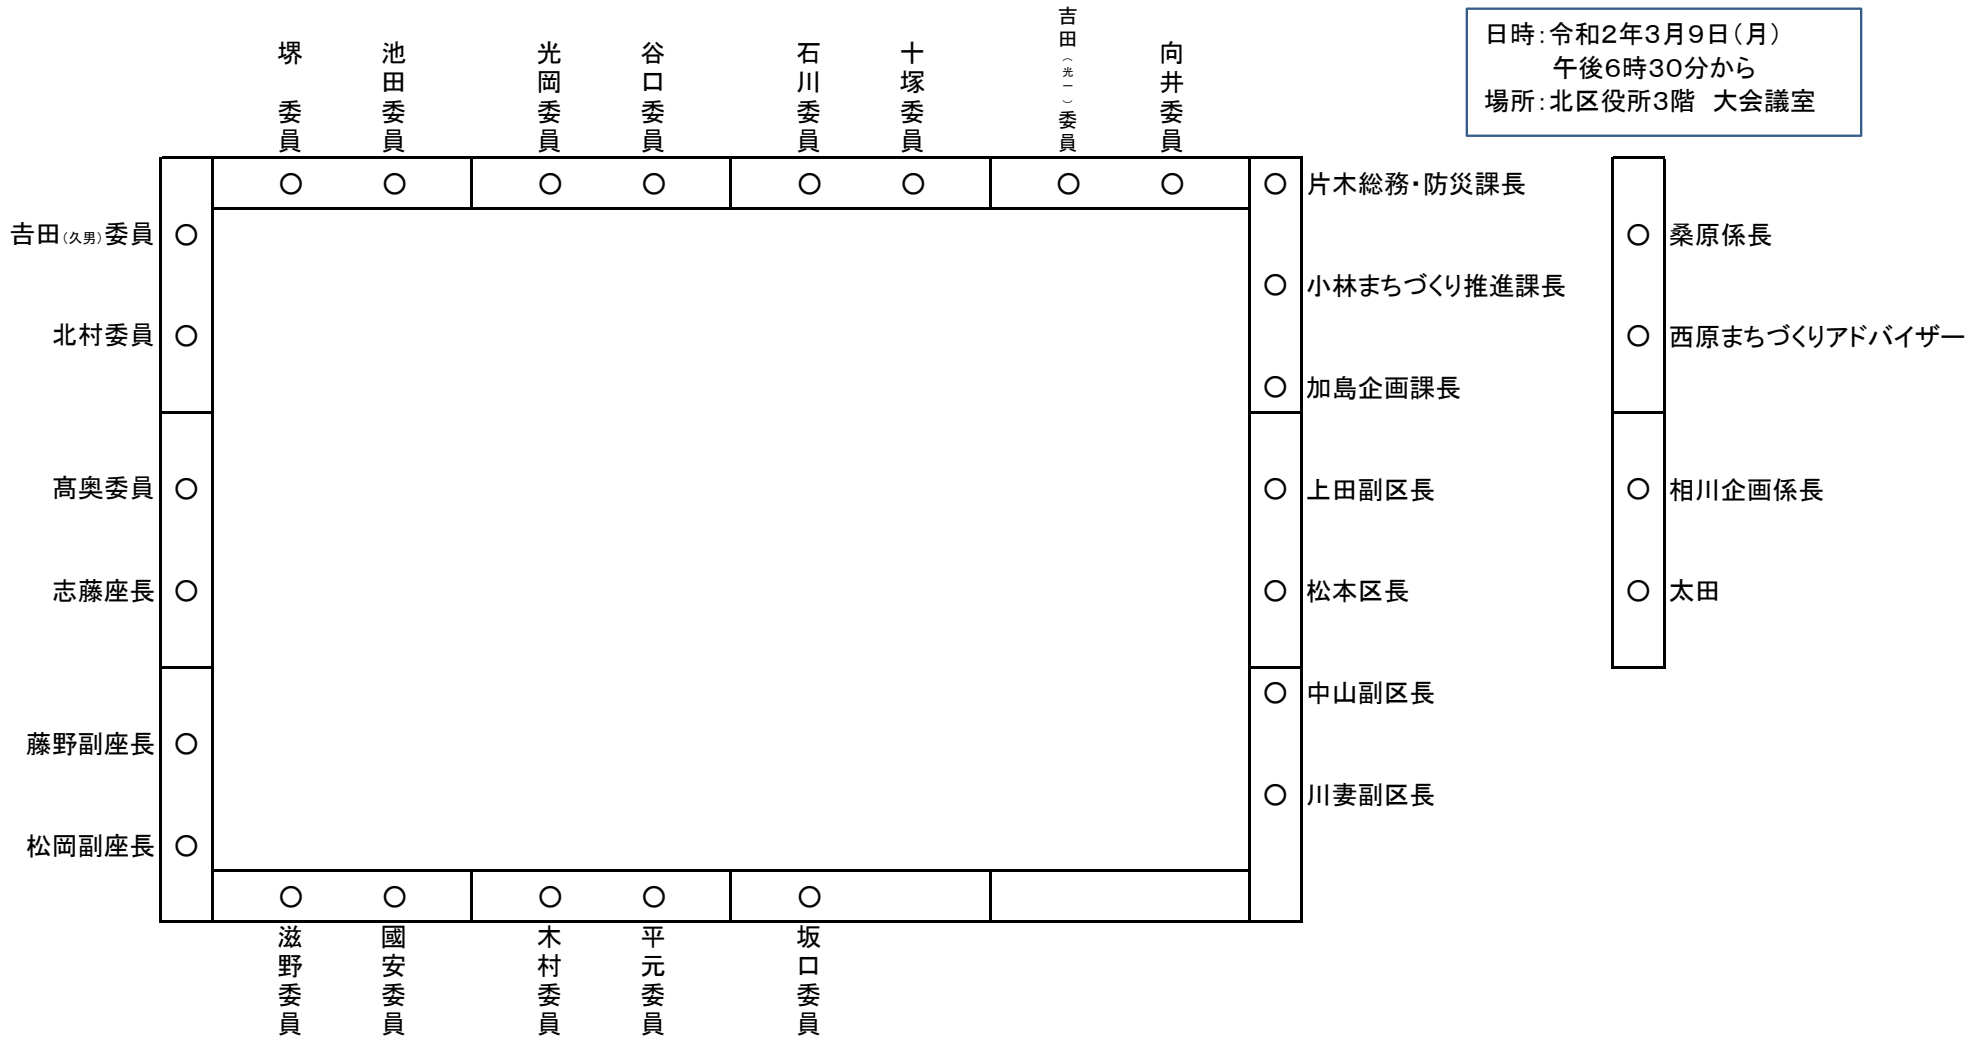 日時：令和2年3月9日（月）
午後6時30分から
場所：北区役所3階　大会議室
堺　委員
池田委員
光岡委員
谷口委員
石川委員
十塚委員
吉田（光一）委員
向井委員
𠮷田（久男）委員
北村委員
髙奥委員
志藤座長
藤野副座長
松岡副座長
片木総務・防災課長
小林まちづくり推進課長
加島企画課長
上田副区長
松本区長
中山副区長
川妻副区長
桑原係長
西原まちづくりアドバイザー
相川企画係長
太田
滋野委員
國安委員
木村委員
平元委員
坂口委員